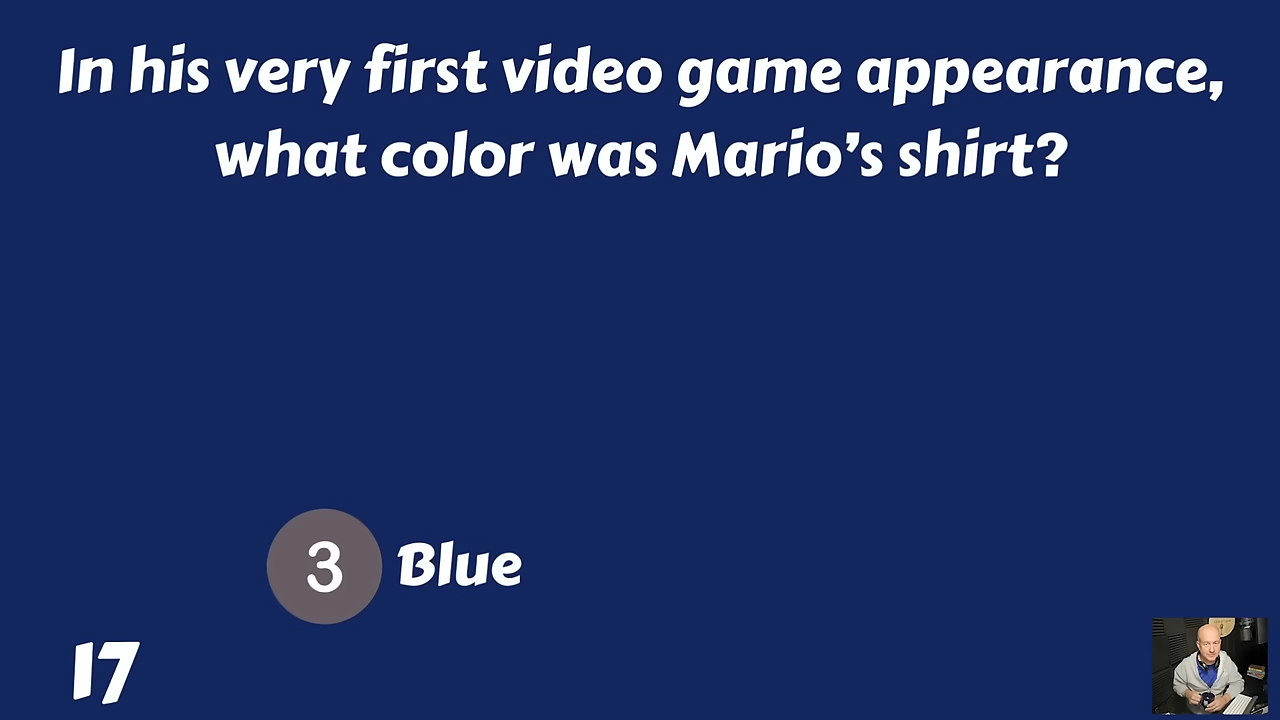 In his very first video game appearance,
what color was Mario’s shirt?
3 Blue
17